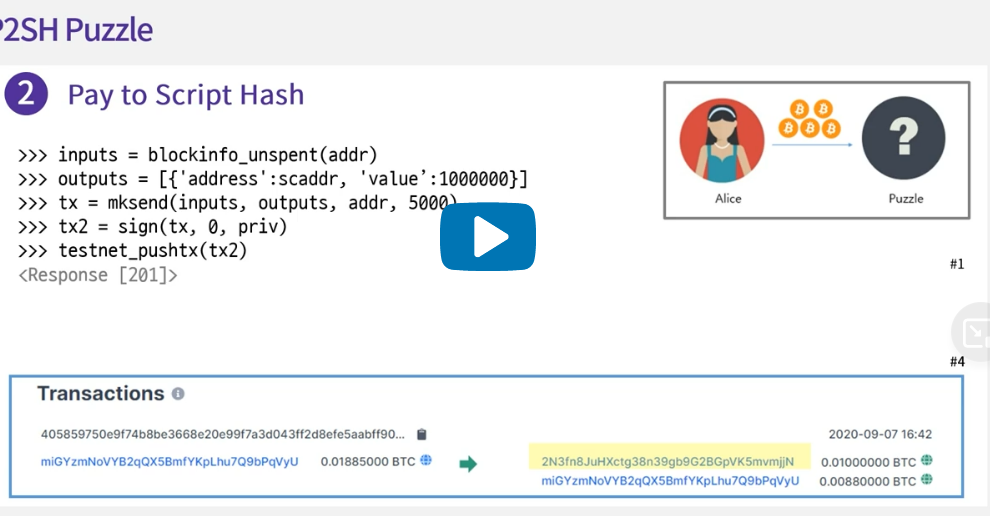 P2SH Puzzle
2 Pay to Script Hash
>>> inputs = blockinfo_unspent(addr)
>>> outputs = [{'address':scaddr, 'value’:1000000}]
>>> tx = mksend(inputs, outputs, addr, 5000)
>>> tx2 = sign(tx, 0, priv)
>>> testnet_pushtx(tx2)
<Response [201]>
?
Alice
Puzzle
#1
#4
Transactions
405859750e9f74b8be3668e20e99f7a3d043ff2d8efe5aabff90...
2020-09-07 16:42
miGYzmNoVYB2qQX5BmfYKpLhu7Q9bPqVyU 0.01885000 BTC
2N3fn8JuHXctg38n39gb9G2BGpVK5mvmjjN 0.01000000 BTC
miGYzmNoVYB2qQX5BmfYKpLhu7Q9bPqVyU 0.00880000 BTC